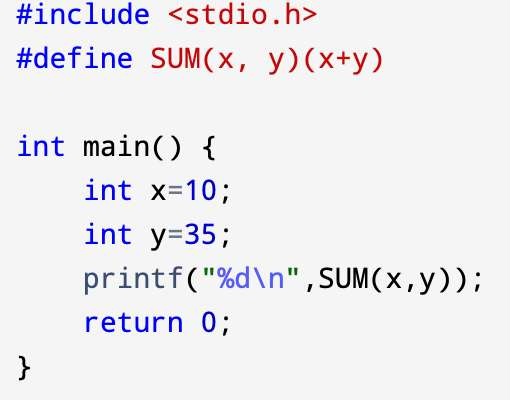 #include <stdio.h>
#define SUM(x, y)(x+y)
int main() {
int x=10;
int y=35;
printf("%d\n",SUM(x,y));
return 0;
}